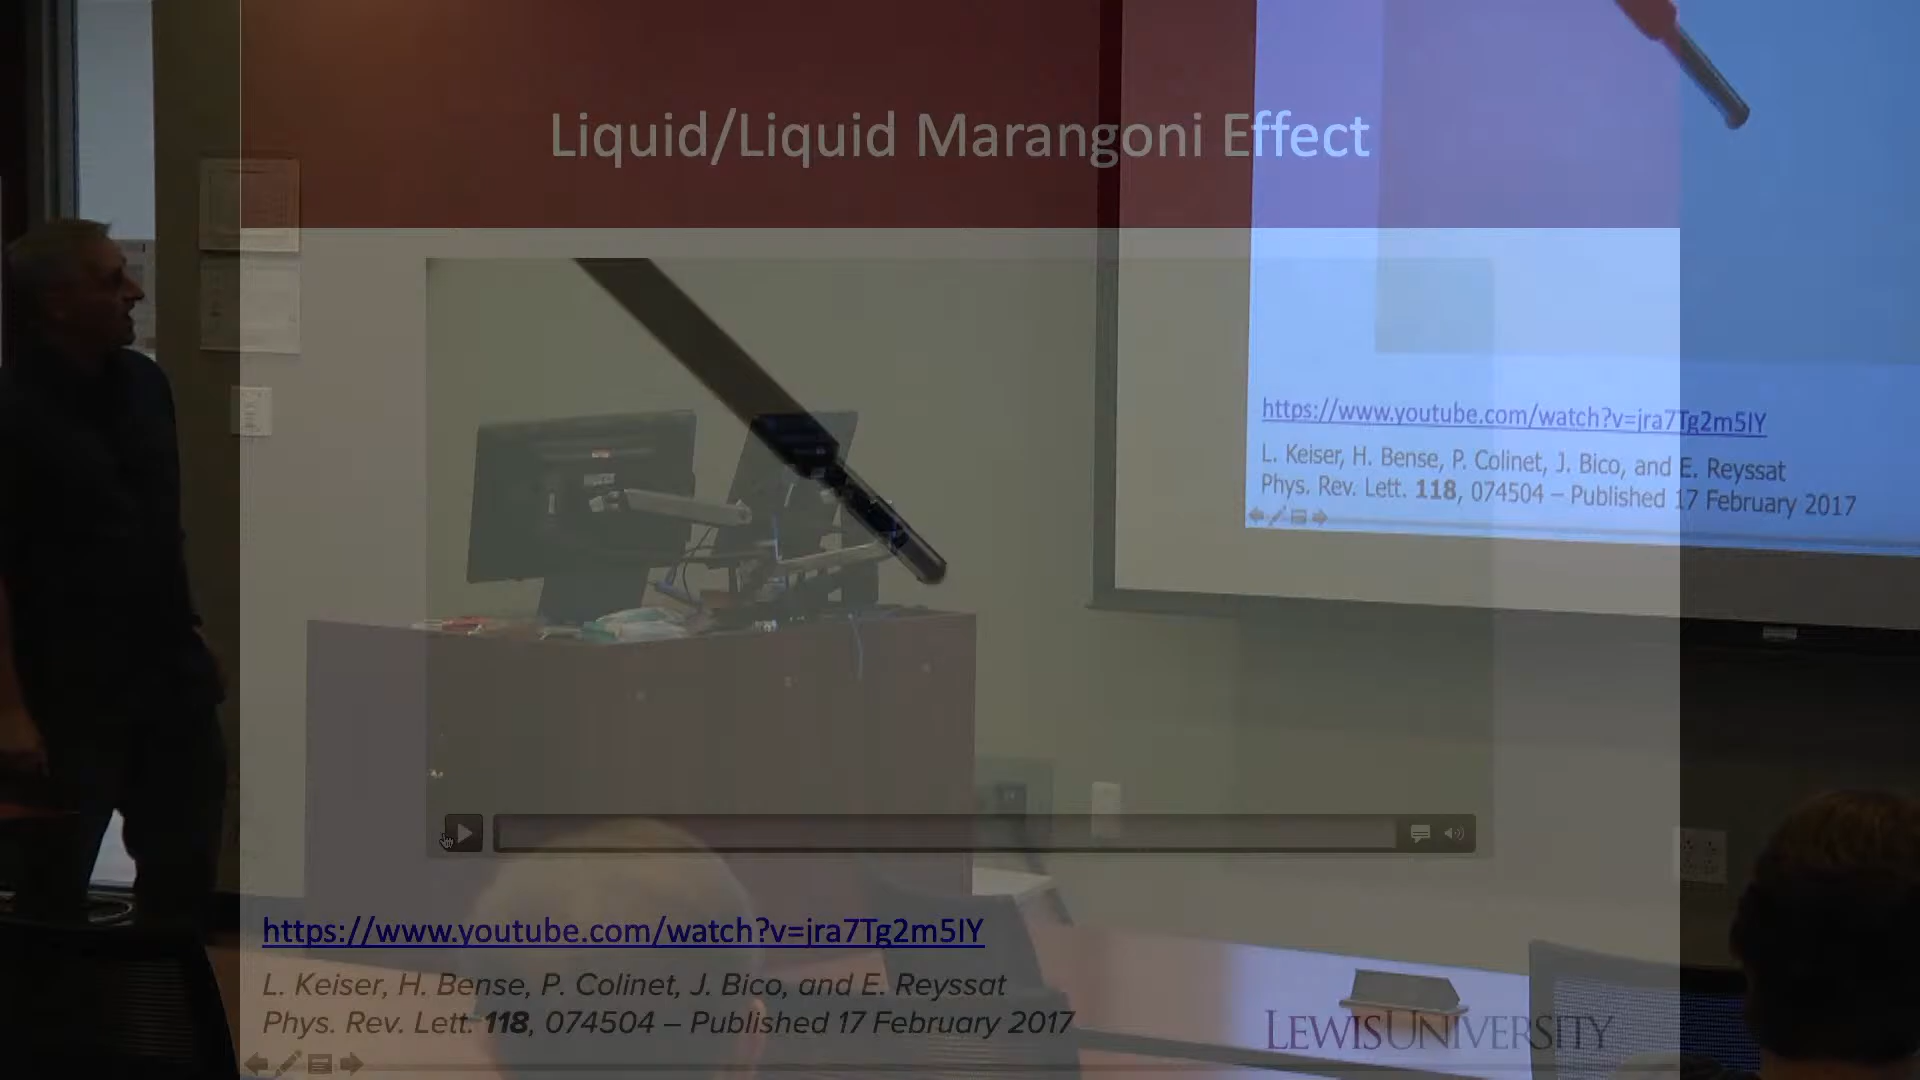 Liquid/Liquid Marangoni Effect
https://www.youtube.com/watch?v=jra7Tg2m5IY
L. Keiser, H. Bense, P. Colinet, J. Bico, and E. Reyssat
Phys. Rev. Lett. 118, 074504 – Published 17 February 2017
https://www.youtube.com/watch?v=jra7Tg2m5IY
L. Keiser, H. Bense, P. Colinet, J. Bico, and E. Reyssat
Phys. Rev. Lett. 118, 074504 – Published 17 February 2017
LEWIS UNIVERSITY